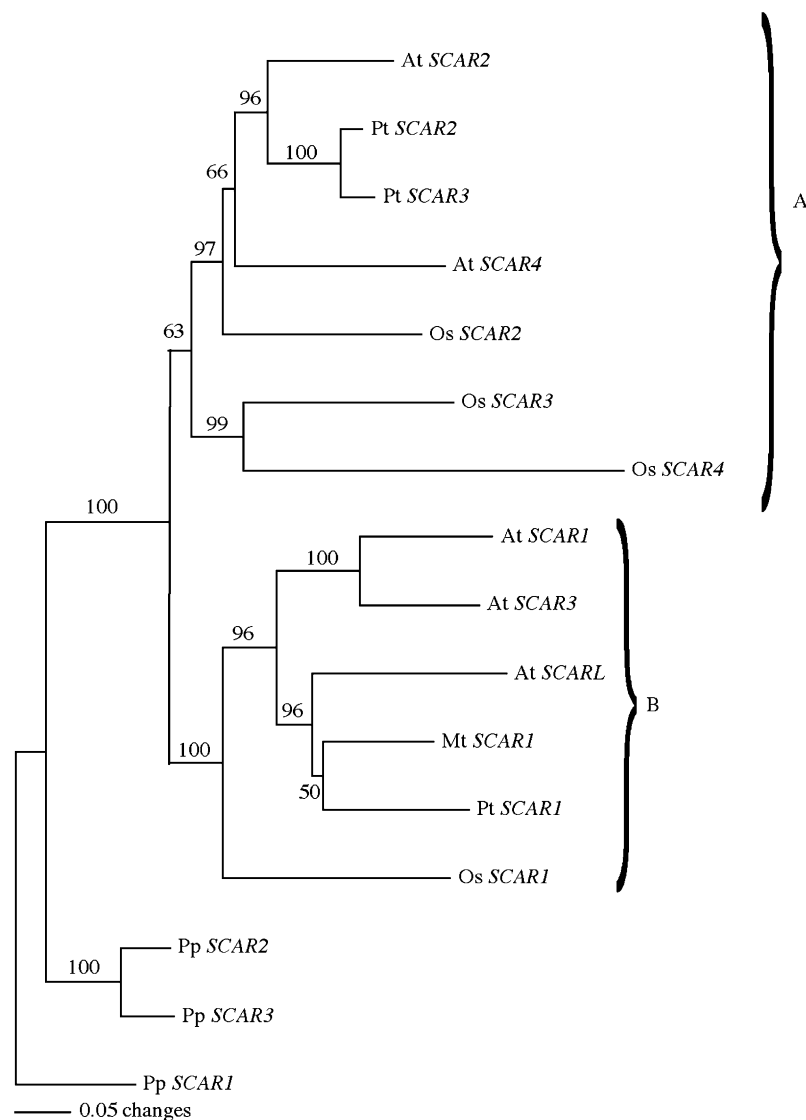 At SCAR2
96
Pt SCAR2
100
66
Pt SCAR3
A
97
At SCAR4
63
Os SCAR2
Os SCAR3
99
Os SCAR4
100
At SCAR1
100
At SCAR3
96
At SCARL
B
96
Mt SCAR1
100
50
Pt SCAR1
Os SCAR1
Pp SCAR2
100
Pp SCAR3
Pp SCAR1
0.05 changes